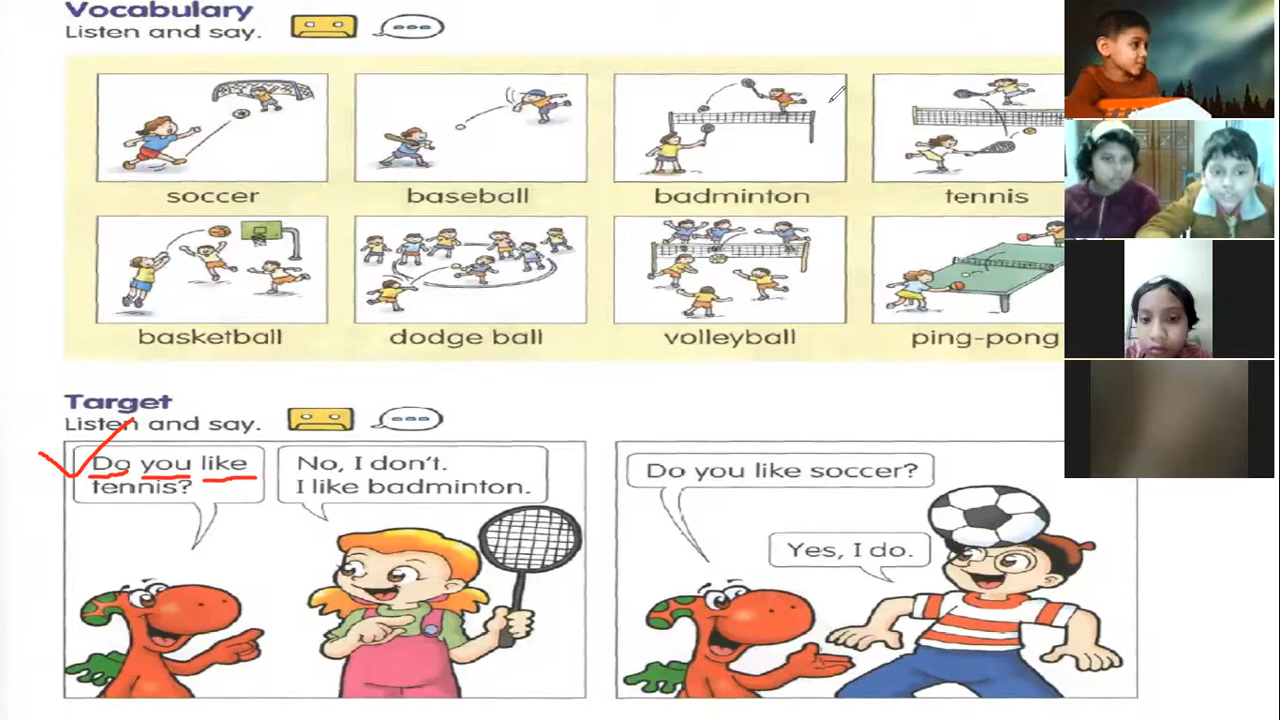 Vocabulary
Listen and say.
soccer
baseball
badminton
tennis
basketball
dodge ball
volleyball
ping-pong
Target
Listen and say.
Do you like
tennis?
No, I don't.
I like badminton.
Do you like soccer?
Yes, I do.